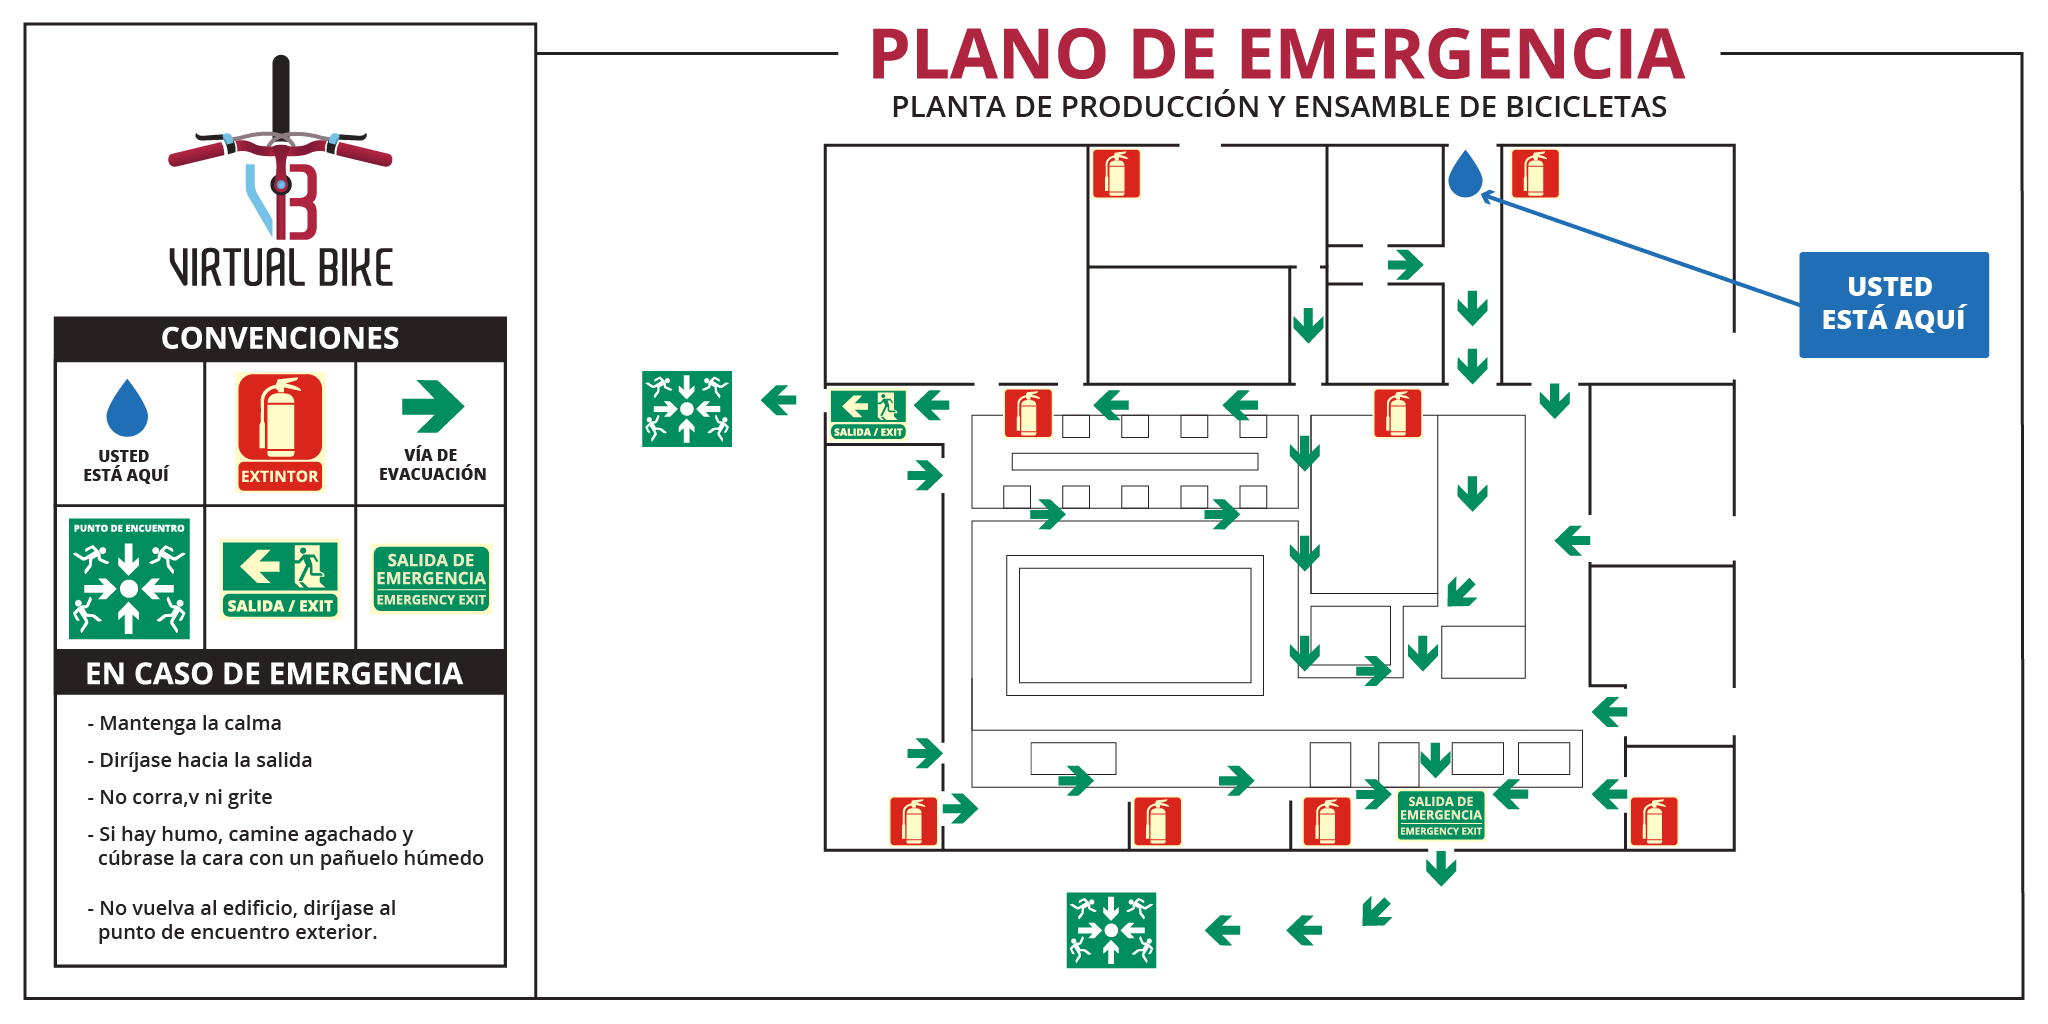 VIRTUAL BIKE
CONVENCIONES
USTED
ESTÁ AQUÍ
EXTINTOR
VÍA DE
EVACUACIÓN
PUNTO DE ENCUENTRO
SALIDA / EXIT
SALIDA DE
EMERGENCIA
EMERGENCY EXIT
EN CASO DE EMERGENCIA
- Mantenga la calma
- Diríjase hacia la salida
- No corra,v ni grite
- Si hay humo, camine agachado y
cúbrase la cara con un pañuelo húmedo
- No vuelva al edificio, diríjase al
punto de encuentro exterior.
PLANO DE EMERGENCIA
PLANTA DE PRODUCCIÓN Y ENSAMBLE DE BICICLETAS
USTED
ESTÁ AQUÍ
SALIDA / EXIT
SALIDA DE
EMERGENCIA
EMERGENCY EXIT